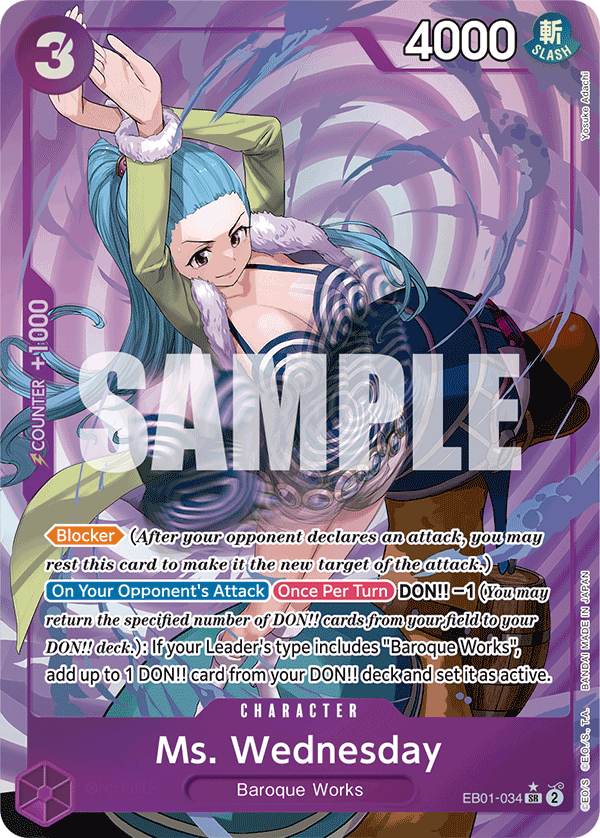 3
4000
斬
SLASH
Yosuke Adachi
COUNTER +1000
SAMPLE
Blocker (After your opponent declares an attack, you may
rest this card to make it the new target of the attack.)
On Your Opponent's Attack Once Per Turn DON!! −1 (You may
return the specified number of DON!! cards from your field to your
DON!! deck.): If your Leader's type includes "Baroque Works",
add up to 1 DON!! card from your DON!! deck and set it as active.
CHARACTER
Ms. Wednesday
Baroque Works
EB01-034 SR 2
©EO/S ©E.O./S., T.A. BANDAI MADE IN JAPAN